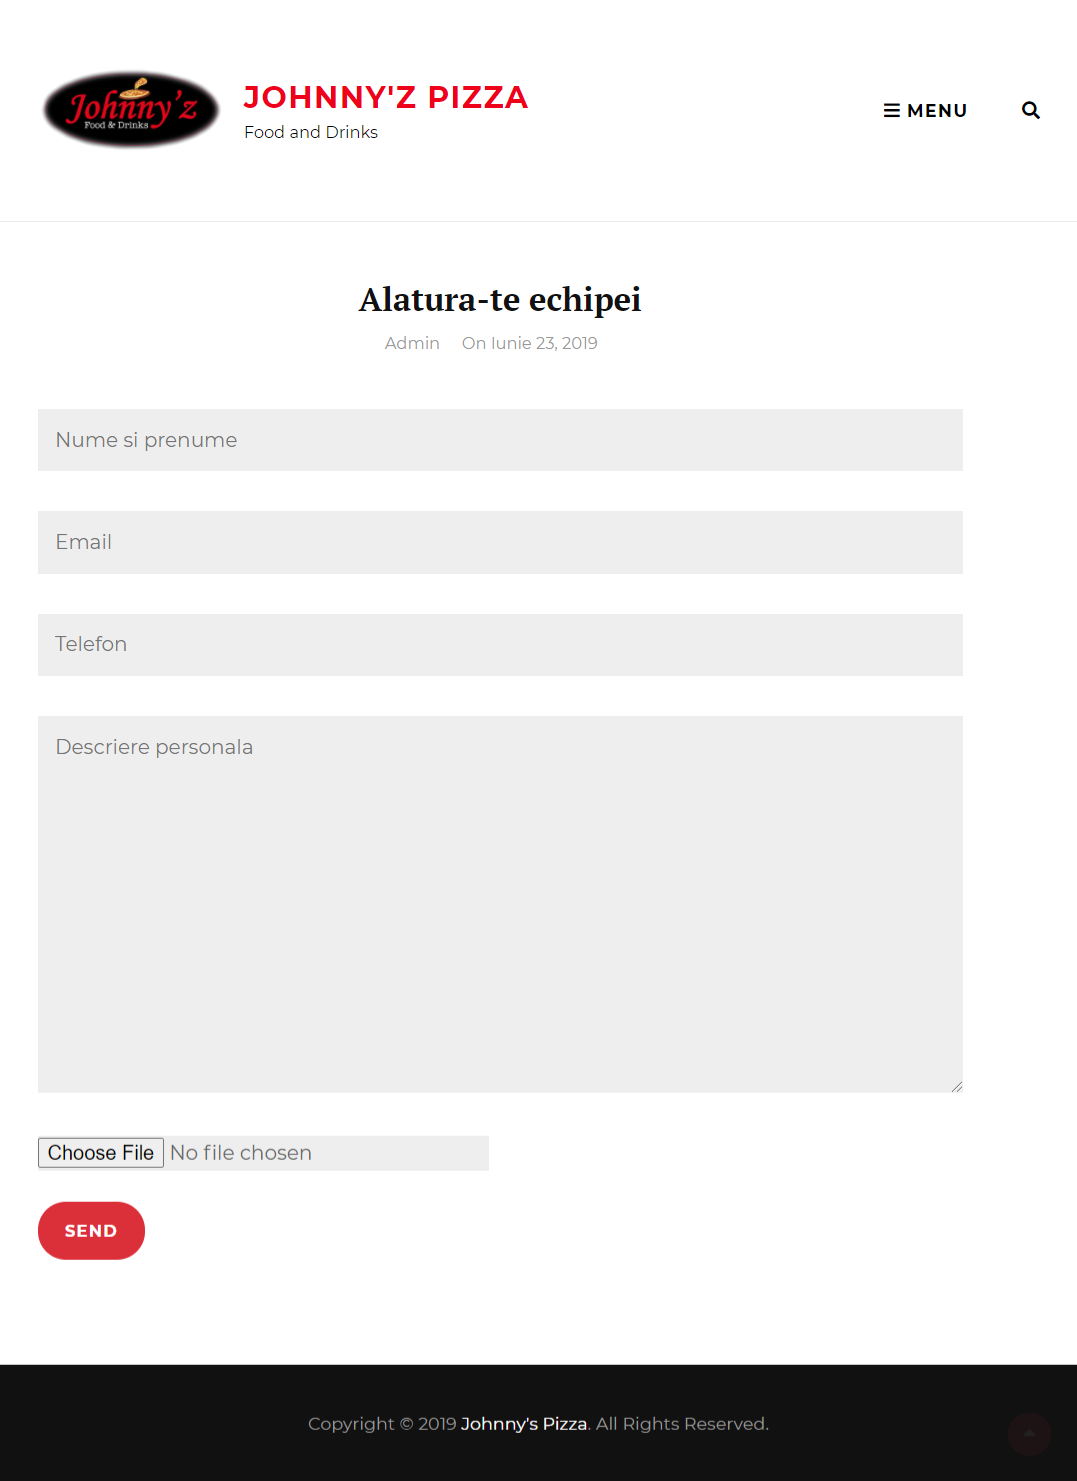 Johnny'z
Food & Drinks
JOHNNY'Z PIZZA
Food and Drinks
MENU
Alatura-te echipei
Admin On Iunie 23, 2019
Nume si prenume
Email
Telefon
Descriere personala
Choose File No file chosen
SEND
Copyright © 2019 Johnny's Pizza. All Rights Reserved.